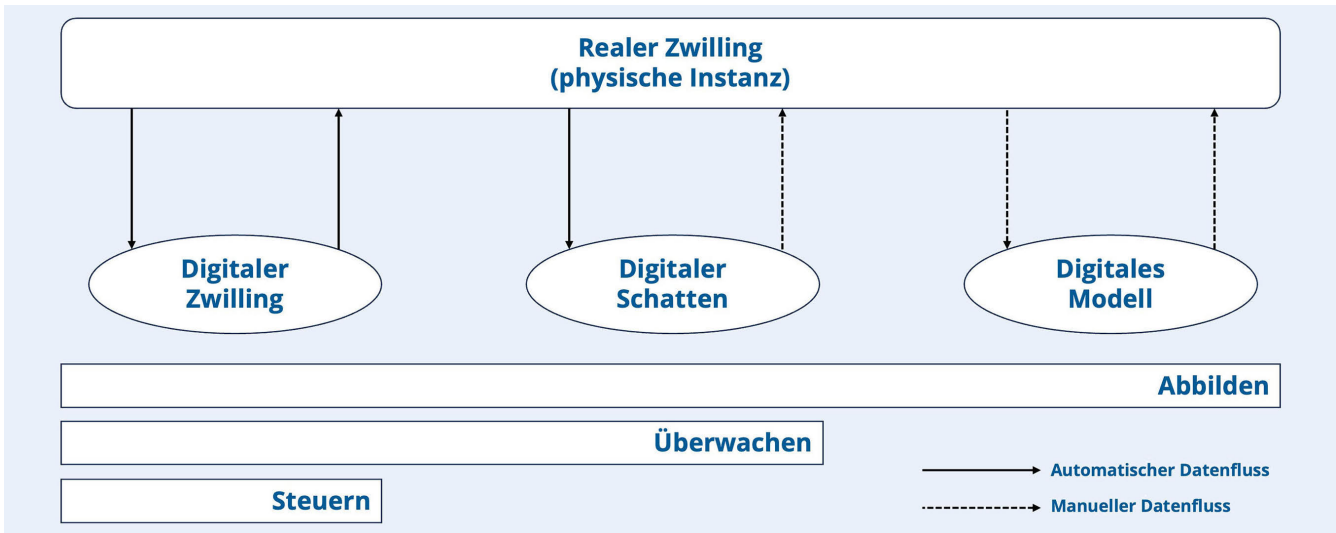 Realer Zwilling
(physische Instanz)
Digitaler
Zwilling
Digitaler
Schatten
Digitales
Modell
Abbilden
Überwachen
Steuern
Automatischer Datenfluss
Manueller Datenfluss